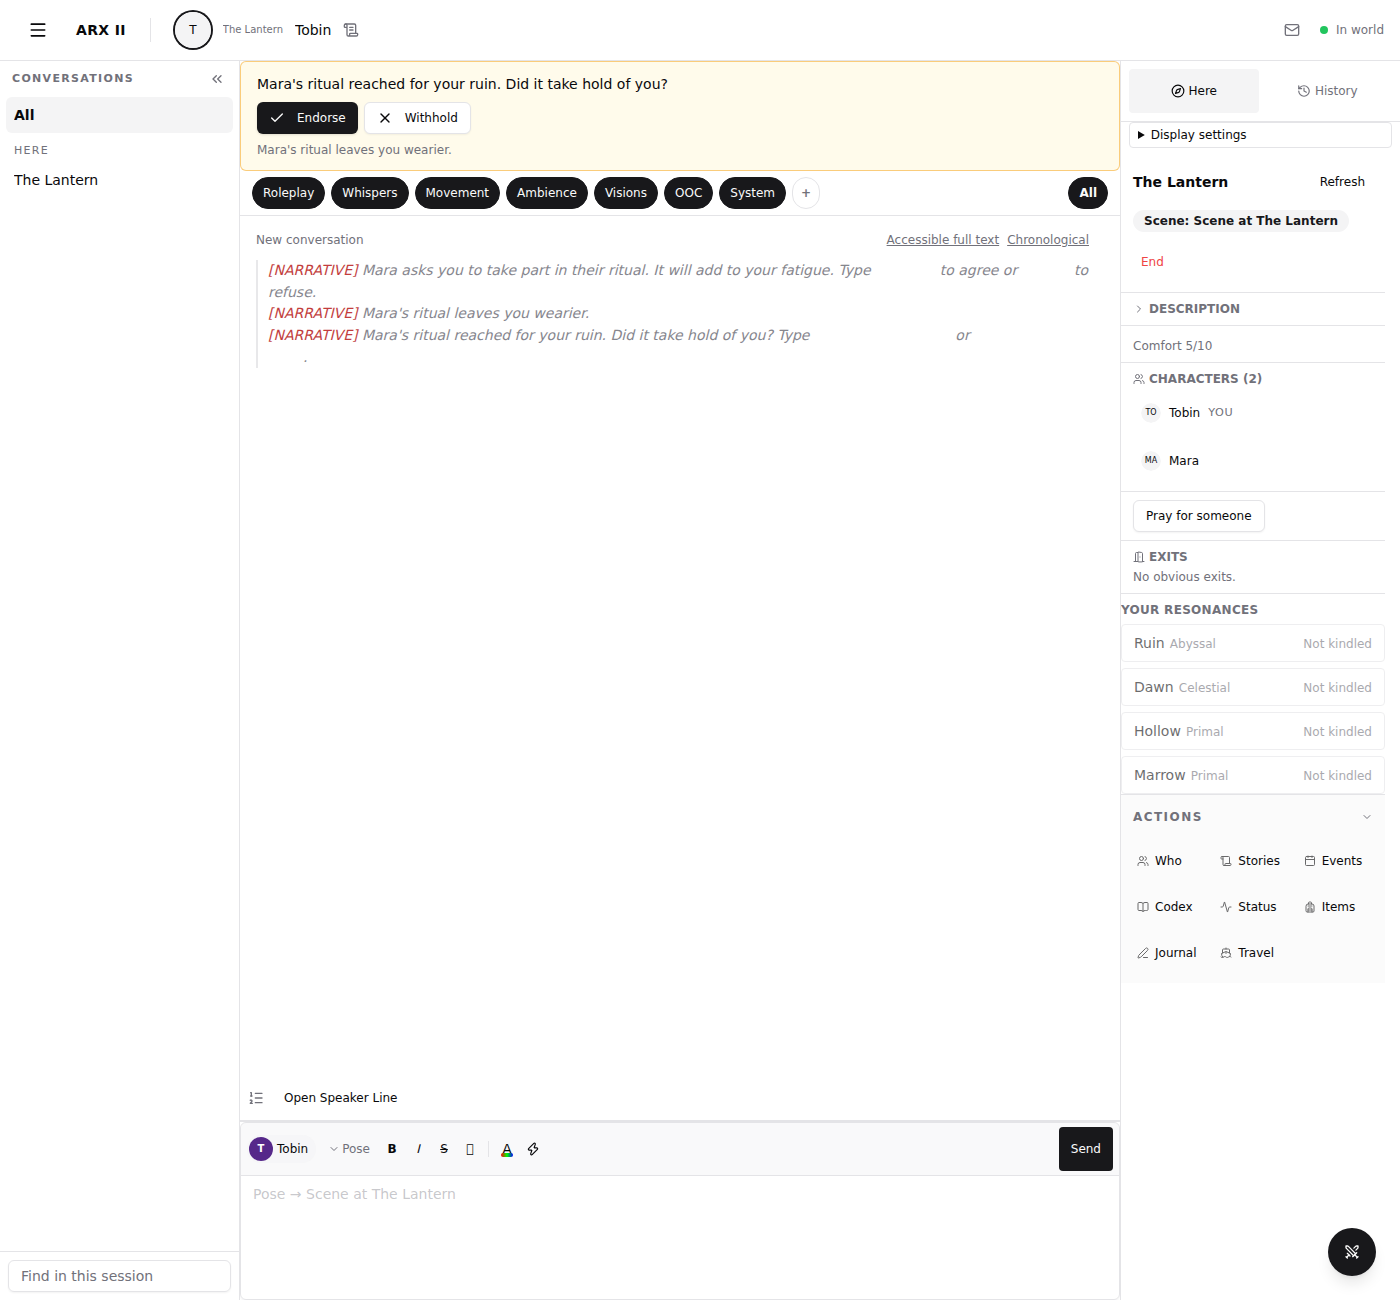 ARX II
T
The Lantern
Tobin
In world
CONVERSATIONS
All
HERE
The Lantern
Find in this session
Mara's ritual reached for your ruin. Did it take hold of you?
Endorse
Withhold
Mara's ritual leaves you wearier.
Roleplay
Whispers
Movement
Ambience
Visions
OOC
System
+
All
New conversation
Accessible full text
Chronological
[NARRATIVE] Mara asks you to take part in their ritual. It will add to your fatigue. Type to agree or to
refuse.
[NARRATIVE] Mara's ritual leaves you wearier.
[NARRATIVE] Mara's ritual reached for your ruin. Did it take hold of you? Type or
.
Open Speaker Line
T
Tobin
Pose
B
I
S
A
Send
Pose → Scene at The Lantern
Here
History
Display settings
The Lantern
Refresh
Scene: Scene at The Lantern
End
DESCRIPTION
Comfort 5/10
CHARACTERS (2)
TO
Tobin YOU
MA
Mara
Pray for someone
EXITS
No obvious exits.
YOUR RESONANCES
Ruin Abyssal Not kindled
Dawn Celestial Not kindled
Hollow Primal Not kindled
Marrow Primal Not kindled
ACTIONS
Who
Stories
Events
Codex
Status
Items
Journal
Travel